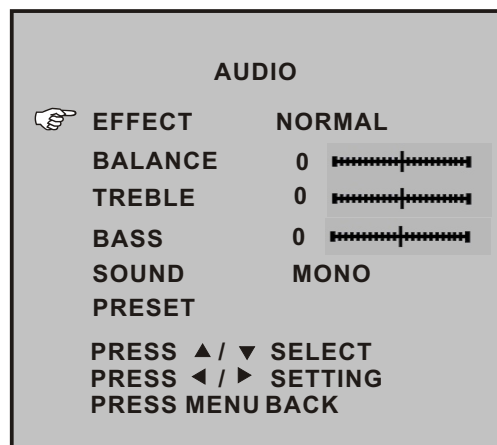 AUDIO
EFFECT NORMAL
BALANCE 0
TREBLE 0
BASS 0
SOUND MONO
PRESET
PRESS ▲ / ▼ SELECT
PRESS ◀ / ▶ SETTING
PRESS MENU BACK